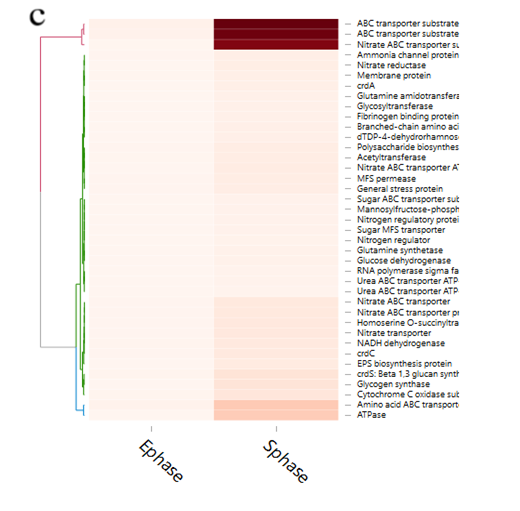 C
ABC transporter substrate
ABC transporter substrate
Nitrate ABC transporter su
Ammonia channel protein
Nitrate reductase
Membrane protein
crdA
Glutamine amidotransfera
Glycosyltransferase
Fibrinogen binding protein
Branched-chain amino aci
dTDP-4-dehydrorhamnos
Polysaccharide biosynthes
Acetyltransferase
Nitrate ABC transporter AT
MFS permease
General stress protein
Sugar ABC transporter sub
Mannosylfructose-phosph
Nitrogen regulatory protei
Sugar MFS transporter
Nitrogen regulator
Glutamine synthetase
Glucose dehydrogenase
RNA polymerase sigma fa
Urea ABC transporter ATP
Urea ABC transporter ATP
Nitrate ABC transporter
Nitrate ABC transporter pr
Homoserine O-succinyltra
Nitrate transporter
NADH dehydrogenase
crdC
EPS biosynthesis protein
crdS: Beta 1,3 glucan synth
Glycogen synthase
Cytochrome C oxidase sub
Amino acid ABC transport
ATPase
Ephase
Sphase